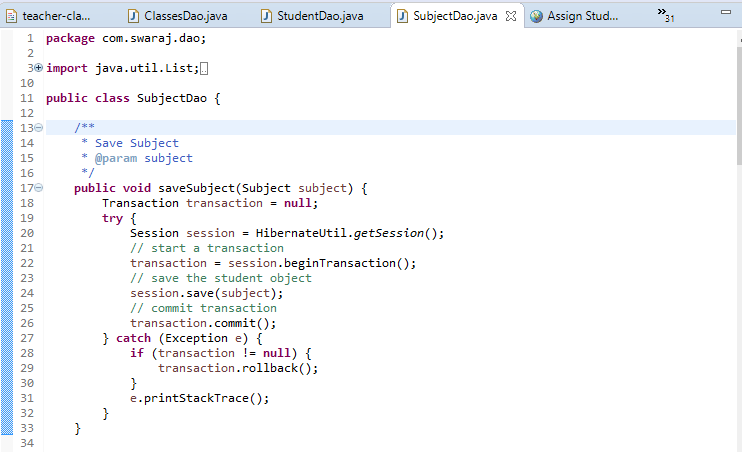 teacher-cla... ClassesDao.java StudentDao.java SubjectDao.java Assign Stud... »31
1 package com.swaraj.dao;
2
3 import java.util.List;
10
11 public class SubjectDao {
12
13 /**
14 * Save Subject
15 * @param subject
16 */
17 public void saveSubject(Subject subject) {
18 Transaction transaction = null;
19 try {
20 Session session = HibernateUtil.getSession();
21 // start a transaction
22 transaction = session.beginTransaction();
23 // save the student object
24 session.save(subject);
25 // commit transaction
26 transaction.commit();
27 } catch (Exception e) {
28 if (transaction != null) {
29 transaction.rollback();
30 }
31 e.printStackTrace();
32 }
33 }
34